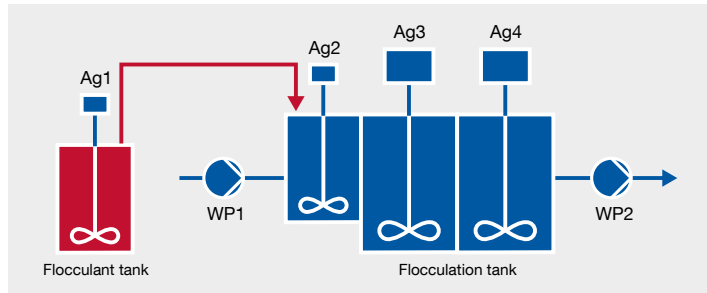 Ag1
Ag2
Ag3
Ag4
WP1
WP2
Flocculant tank
Flocculation tank